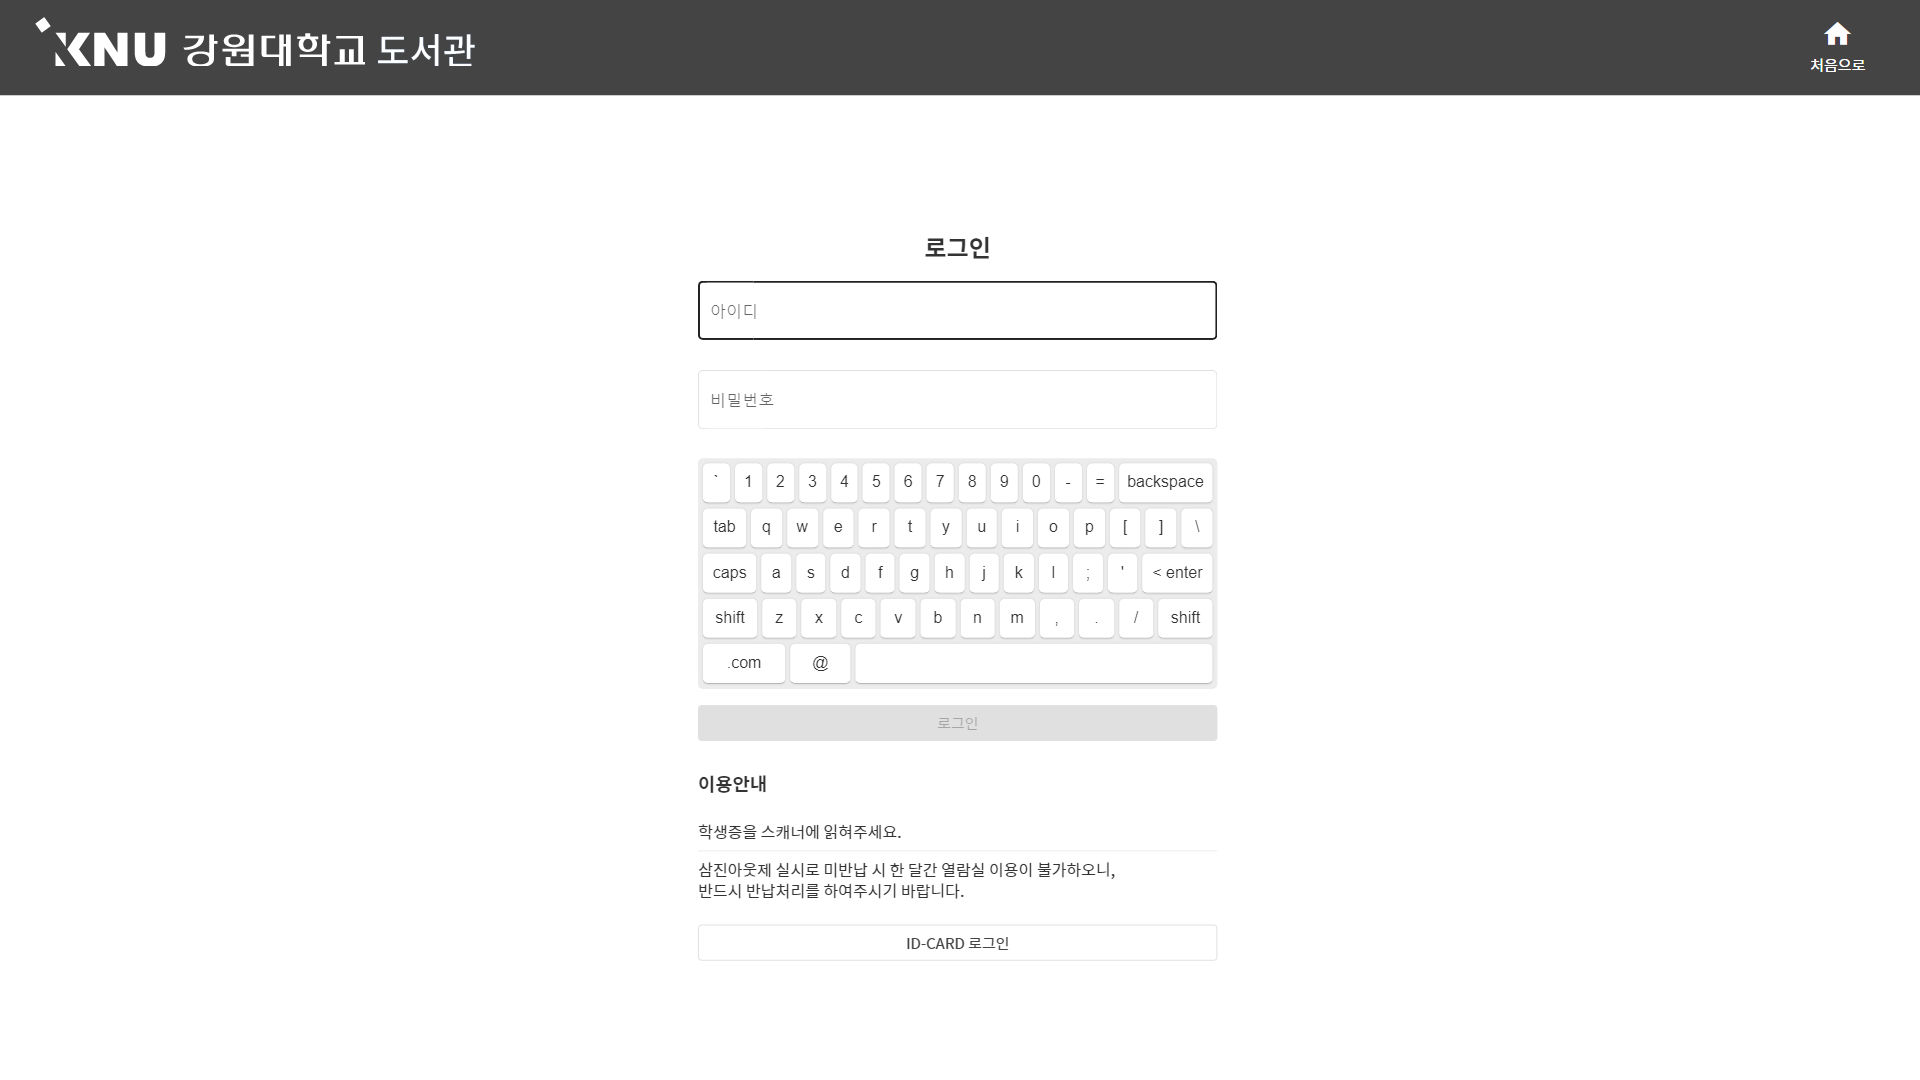 KNU 강원대학교 도서관
처음으로
로그인
아이디
비밀번호
` 1 2 3 4 5 6 7 8 9 0 - = backspace
tab q w e r t y u i o p [ ] \
caps a s d f g h j k l ; ' < enter
shift z x c v b n m , . / shift
.com @
로그인
이용안내
학생증을 스캐너에 읽혀주세요.
삼진아웃제 실시로 미반납 시 한 달간 열람실 이용이 불가하오니,
반드시 반납처리를 하여주시기 바랍니다.
ID-CARD 로그인